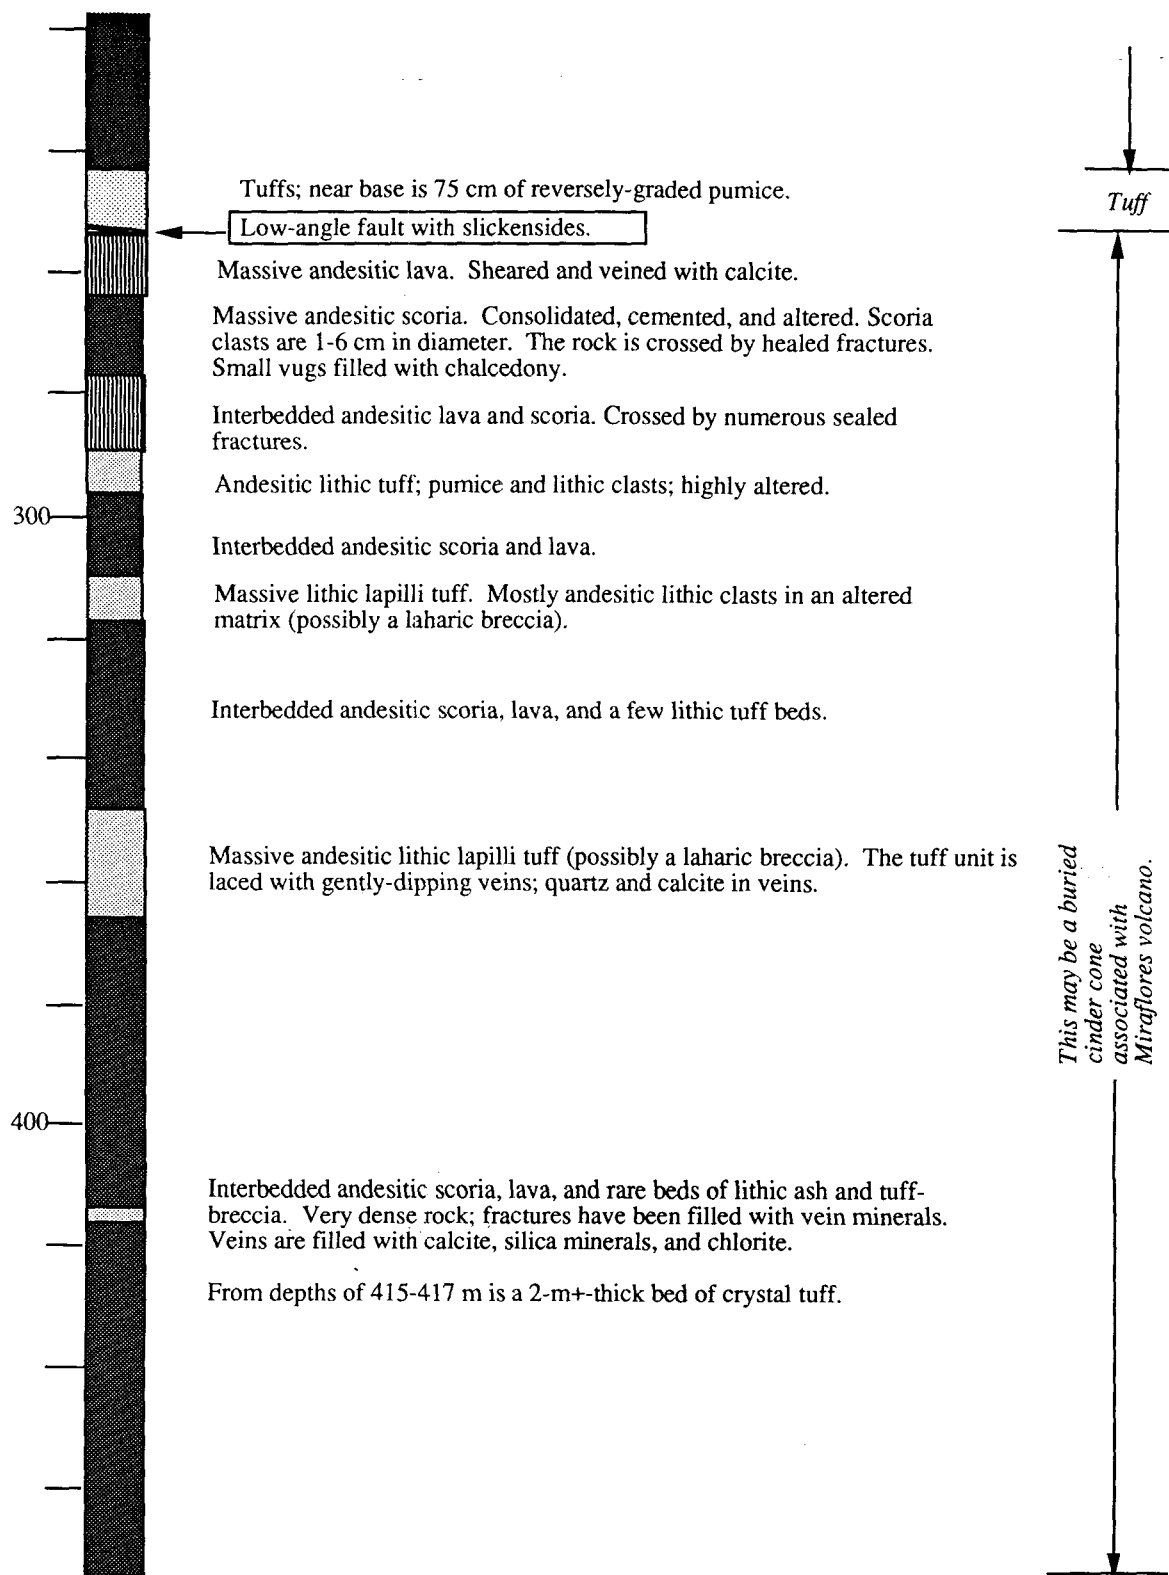 Tuffs; near base is 75 cm of reversely-graded pumice.
Tuff
Low-angle fault with slickensides.
Massive andesitic lava. Sheared and veined with calcite.
Massive andesitic scoria. Consolidated, cemented, and altered. Scoria
clasts are 1-6 cm in diameter. The rock is crossed by healed fractures.
Small vugs filled with chalcedony.
Interbedded andesitic lava and scoria. Crossed by numerous sealed
fractures.
Andesitic lithic tuff; pumice and lithic clasts; highly altered.
300
Interbedded andesitic scoria and lava.
Massive lithic lapilli tuff. Mostly andesitic lithic clasts in an altered
matrix (possibly a laharic breccia).
Interbedded andesitic scoria, lava, and a few lithic tuff beds.
Massive andesitic lithic lapilli tuff (possibly a laharic breccia). The tuff unit is
laced with gently-dipping veins; quartz and calcite in veins.
This may be a buried
cinder cone
associated with
Miraflores volcano.
400
Interbedded andesitic scoria, lava, and rare beds of lithic ash and tuff-
breccia. Very dense rock; fractures have been filled with vein minerals.
Veins are filled with calcite, silica minerals, and chlorite.
From depths of 415-417 m is a 2-m+-thick bed of crystal tuff.